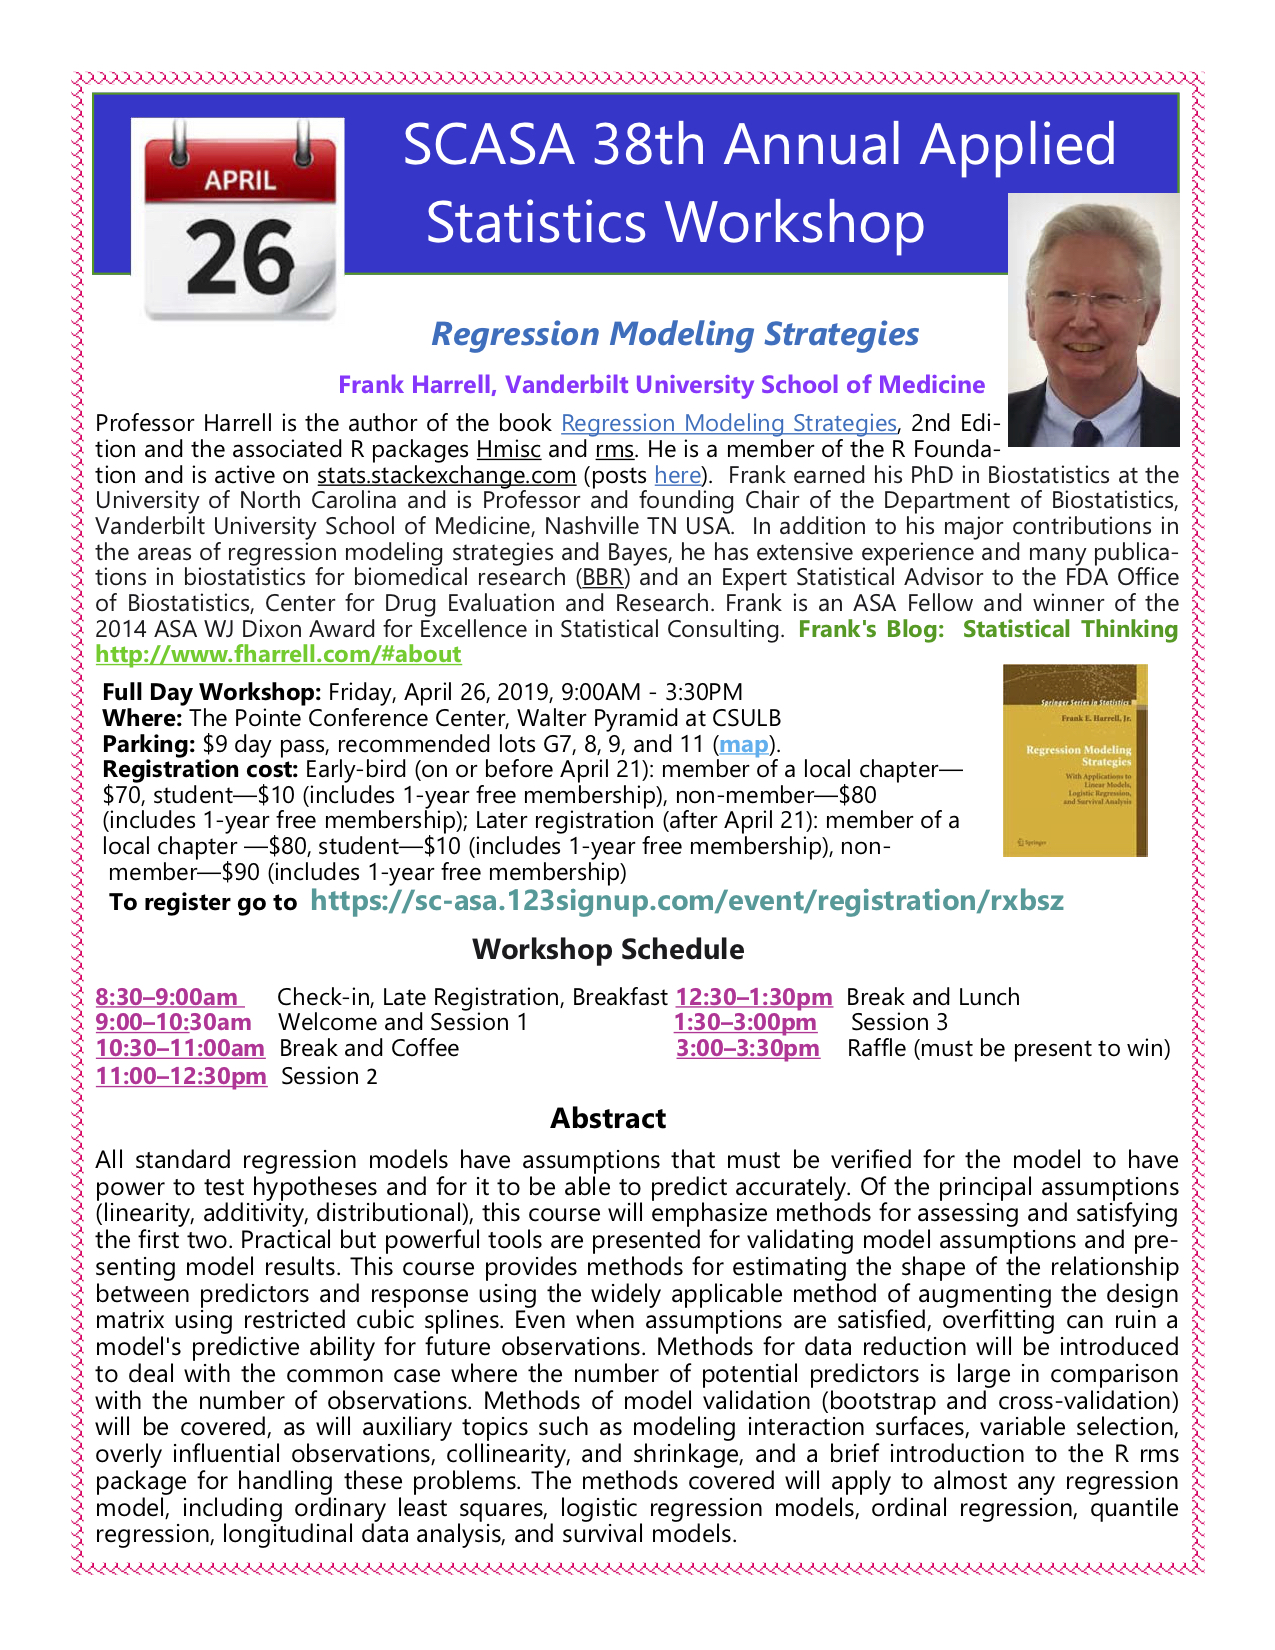 SCASA 38th Annual Applied
Statistics Workshop
APRIL
26
Regression Modeling Strategies
Frank Harrell, Vanderbilt University School of Medicine
Professor Harrell is the author of the book Regression Modeling Strategies, 2nd Edi-
tion and the associated R packages Hmisc and rms. He is a member of the R Founda-
tion and is active on stats.stackexchange.com (posts here).  Frank earned his PhD in Biostatistics at the
University of North Carolina and is Professor and founding Chair of the Department of Biostatistics,
Vanderbilt University School of Medicine, Nashville TN USA.  In addition to his major contributions in
the areas of regression modeling strategies and Bayes, he has extensive experience and many publica-
tions in biostatistics for biomedical research (BBR) and an Expert Statistical Advisor to the FDA Office
of Biostatistics, Center for Drug Evaluation and Research. Frank is an ASA Fellow and winner of the
2014 ASA WJ Dixon Award for Excellence in Statistical Consulting.  Frank's Blog:  Statistical Thinking
http://www.fharrell.com/#about
Full Day Workshop: Friday, April 26, 2019, 9:00AM - 3:30PM
Where: The Pointe Conference Center, Walter Pyramid at CSULB
Parking: $9 day pass, recommended lots G7, 8, 9, and 11 (map).
Registration cost: Early-bird (on or before April 21): member of a local chapter—
$70, student—$10 (includes 1-year free membership), non-member—$80
(includes 1-year free membership); Later registration (after April 21): member of a
local chapter —$80, student—$10 (includes 1-year free membership), non-
member—$90 (includes 1-year free membership)
To register go to  https://sc-asa.123signup.com/event/registration/rxbsz
Springer Series in Statistics
Frank E. Harrell, Jr.
Regression Modeling
Strategies
With Applications to
Linear Models,
Logistic Regression,
and Survival Analysis
Springer
Workshop Schedule
8:30–9:00am Check-in, Late Registration, Breakfast 12:30–1:30pm Break and Lunch
9:00–10:30am Welcome and Session 1 1:30–3:00pm Session 3
10:30–11:00am Break and Coffee 3:00–3:30pm Raffle (must be present to win)
11:00–12:30pm Session 2
Abstract
All standard regression models have assumptions that must be verified for the model to have
power to test hypotheses and for it to be able to predict accurately. Of the principal assumptions
(linearity, additivity, distributional), this course will emphasize methods for assessing and satisfying
the first two. Practical but powerful tools are presented for validating model assumptions and pre-
senting model results. This course provides methods for estimating the shape of the relationship
between predictors and response using the widely applicable method of augmenting the design
matrix using restricted cubic splines. Even when assumptions are satisfied, overfitting can ruin a
model's predictive ability for future observations. Methods for data reduction will be introduced
to deal with the common case where the number of potential predictors is large in comparison
with the number of observations. Methods of model validation (bootstrap and cross-validation)
will be covered, as will auxiliary topics such as modeling interaction surfaces, variable selection,
overly influential observations, collinearity, and shrinkage, and a brief introduction to the R rms
package for handling these problems. The methods covered will apply to almost any regression
model, including ordinary least squares, logistic regression models, ordinal regression, quantile
regression, longitudinal data analysis, and survival models.